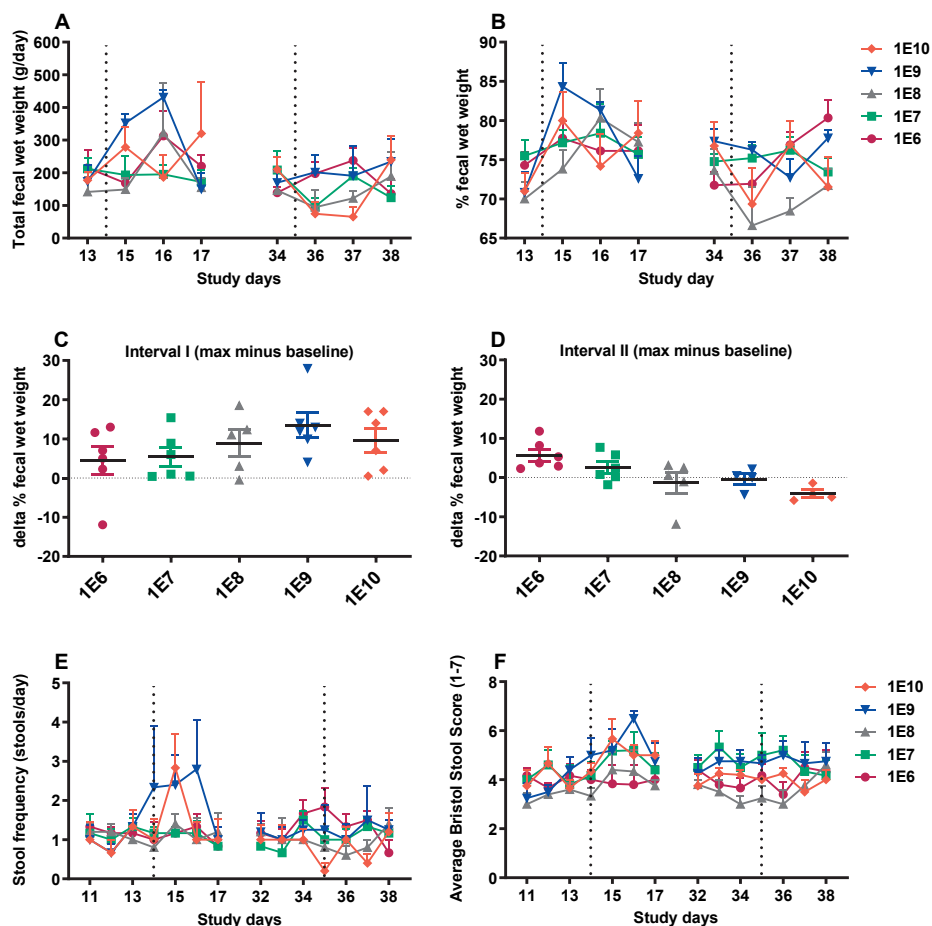 A
Total fecal wet weight (g/day)
600
500
400
300
200
100
0
13 15 16 17 34 36 37 38
Study days
B
% fecal wet weight
90
85
80
75
70
65
13 15 16 17 34 36 37 38
Study day
1E10
1E9
1E8
1E7
1E6
C
Interval I (max minus baseline)
delta % fecal wet weight
30
20
10
0
-10
-20
1E6 1E7 1E8 1E9 1E10
D
Interval II (max minus baseline)
delta % fecal wet weight
30
20
10
0
-10
-20
1E6 1E7 1E8 1E9 1E10
E
Stool frequency (stools/day)
5
4
3
2
1
0
11 13 15 17 32 34 36 38
Study days
F
Average Bristol Stool Score (1-7)
8
6
4
2
0
11 13 15 17 32 34 36 38
Study days
1E10
1E9
1E8
1E7
1E6